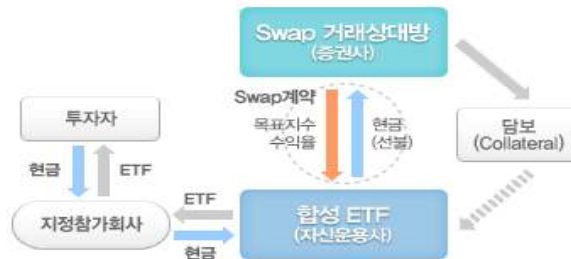 Swap 거래상대방
(증권사)
Swap계약
목표지수
수익율
현금
(선불)
담보
(Collateral)
투자자
현금
ETF
지정참가회사
ETF
현금
합성 ETF
(자산운용사)